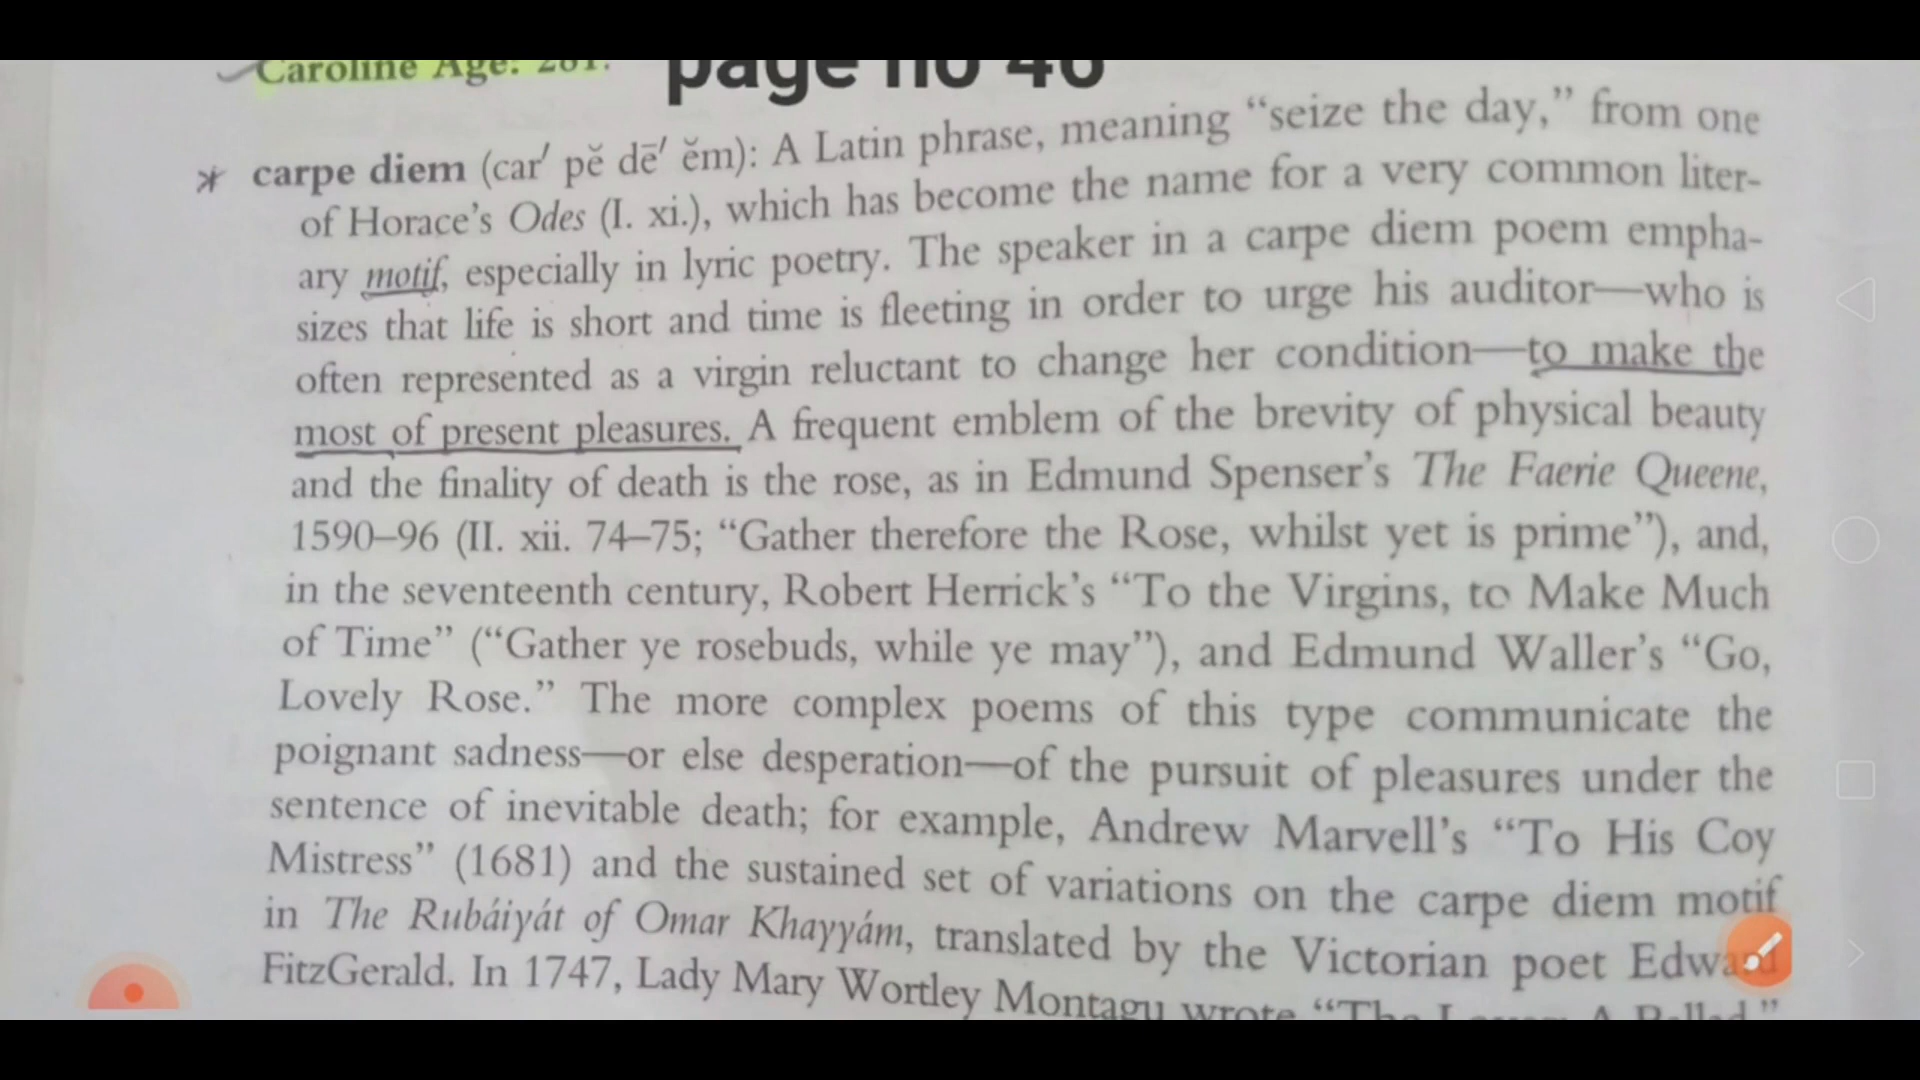 Caroline Age: 281.
page no 40
* carpe diem (car′ pĕ dē′ ĕm): A Latin phrase, meaning “seize the day,” from one
of Horace’s Odes (I. xi.), which has become the name for a very common liter-
ary motif, especially in lyric poetry. The speaker in a carpe diem poem empha-
sizes that life is short and time is fleeting in order to urge his auditor—who is
often represented as a virgin reluctant to change her condition—to make the
most of present pleasures. A frequent emblem of the brevity of physical beauty
and the finality of death is the rose, as in Edmund Spenser’s The Faerie Queene,
1590–96 (II. xii. 74–75; “Gather therefore the Rose, whilst yet is prime”), and,
in the seventeenth century, Robert Herrick’s “To the Virgins, to Make Much
of Time” (“Gather ye rosebuds, while ye may”), and Edmund Waller’s “Go,
Lovely Rose.” The more complex poems of this type communicate the
poignant sadness—or else desperation—of the pursuit of pleasures under the
sentence of inevitable death; for example, Andrew Marvell’s “To His Coy
Mistress” (1681) and the sustained set of variations on the carpe diem motif
in The Rubáiyát of Omar Khayyám, translated by the Victorian poet Edward
FitzGerald. In 1747, Lady Mary Wortley Montagu wrote “The Lover: A Ballad,”